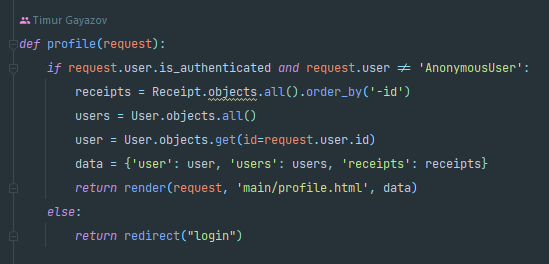 Timur Gayazov
def profile(request):
    if request.user.is_authenticated and request.user ≠ 'AnonymousUser':
        receipts = Receipt.objects.all().order_by('-id')
        users = User.objects.all()
        user = User.objects.get(id=request.user.id)
        data = {'user': user, 'users': users, 'receipts': receipts}
        return render(request, 'main/profile.html', data)
    else:
        return redirect("login")